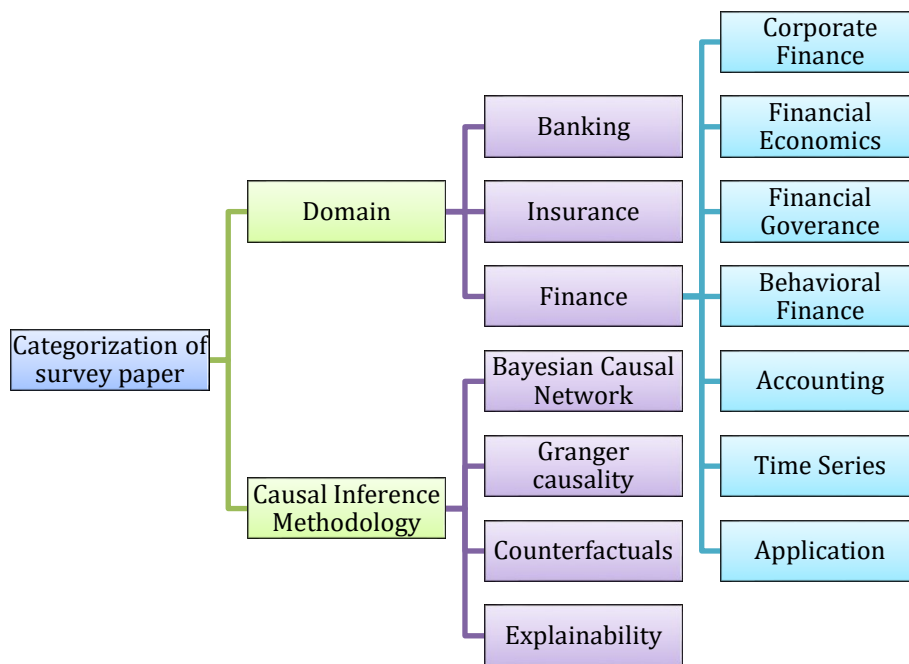 Categorization of
survey paper
Domain
Causal Inference
Methodology
Banking
Insurance
Finance
Bayesian Causal
Network
Granger
causality
Counterfactuals
Explainability
Corporate
Finance
Financial
Economics
Financial
Goverance
Behavioral
Finance
Accounting
Time Series
Application